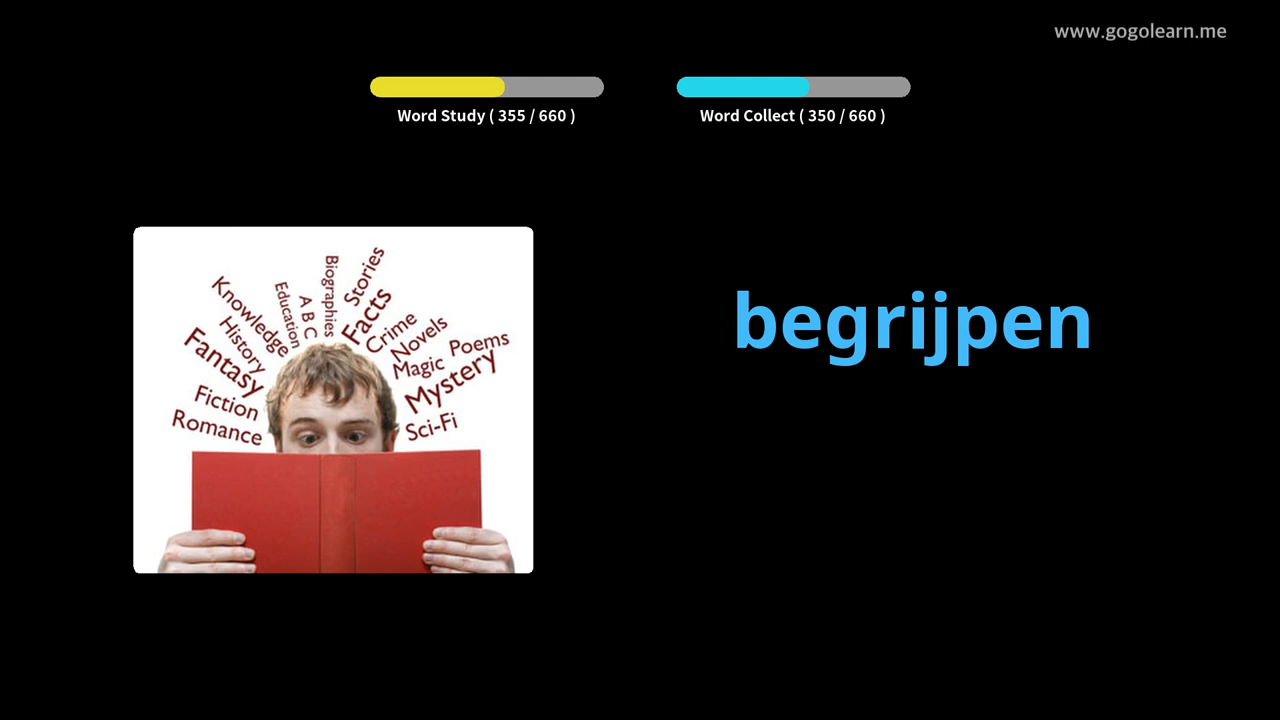 www.gogolearn.me
Word Study ( 355 / 660 )
Word Collect ( 350 / 660 )
Biographies
Stories
Education
A B C
Facts
Knowledge
Crime
History
Novels
Poems
Fantasy
Magic
Mystery
Fiction
Romance
Sci-Fi
begrijpen